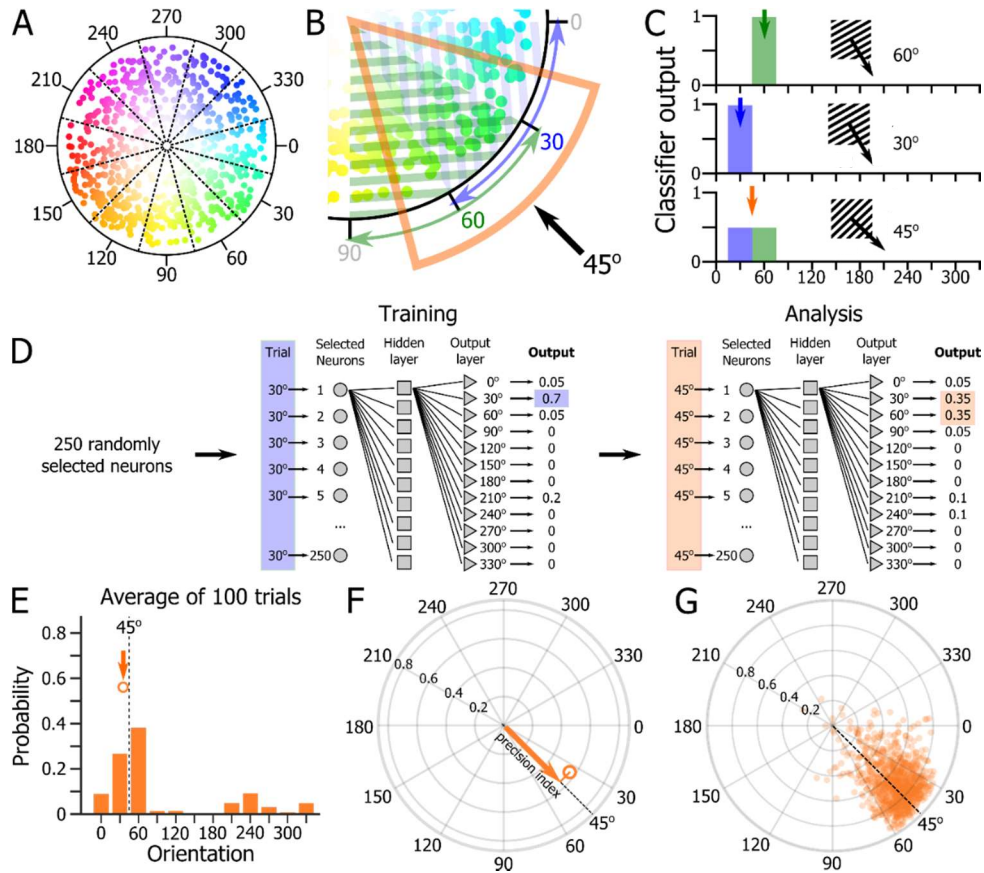 A
270
240
300
210
330
180
0
150
30
120
60
90
B
0
30
60
90
45°
C
Classifier output
1
0
60°
1
0
30°
1
0
45°
0 60 120 180 240 300
D
Training
Analysis
250 randomly
selected neurons
Trial
Selected
Neurons
Hidden
layer
Output
layer
Output
30° 1 0° 0.05
30° 0.7
30° 2 60° 0.05
90° 0
30° 3 120° 0
150° 0
30° 4 180° 0
30° 5 210° 0.2
240° 0
... 270° 0
300° 0
30° 250 330° 0
Trial
Selected
Neurons
Hidden
layer
Output
layer
Output
45° 1 0° 0.05
30° 0.35
45° 2 60° 0.35
90° 0.05
45° 3 120° 0
150° 0
45° 4 180° 0
45° 5 210° 0.1
240° 0.1
... 270° 0
300° 0
45° 250 330° 0
E
Average of 100 trials
45°
Probability
0.8
0.6
0.4
0.2
0
0 60 120 180 240 300
Orientation
F
270
240
300
210
330
0.8
0.6
0.4
0.2
180
0
precision index
150
30
45°
120
60
90
G
270
240
300
210
330
0.8
0.6
0.4
0.2
180
0
150
30
45°
120
60
90